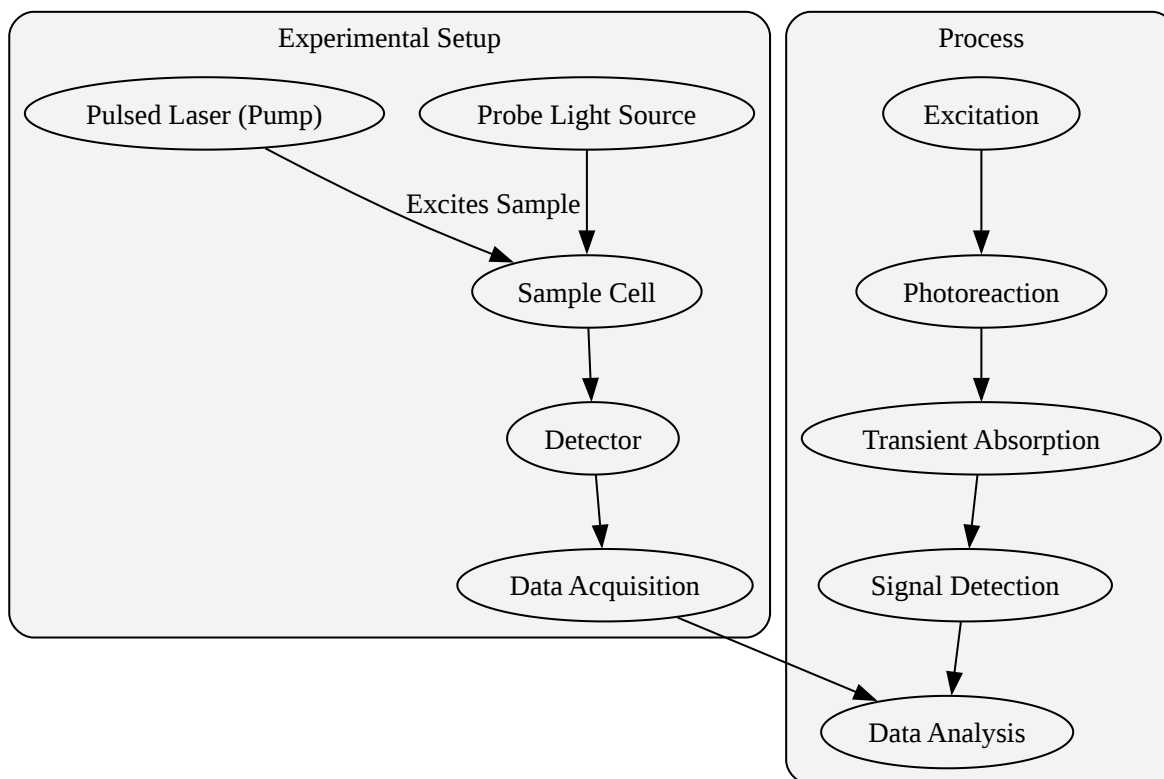 Experimental Setup
Pulsed Laser (Pump)
Probe Light Source
Excites Sample
Sample Cell
Detector
Data Acquisition
Process
Excitation
Photoreaction
Transient Absorption
Signal Detection
Data Analysis